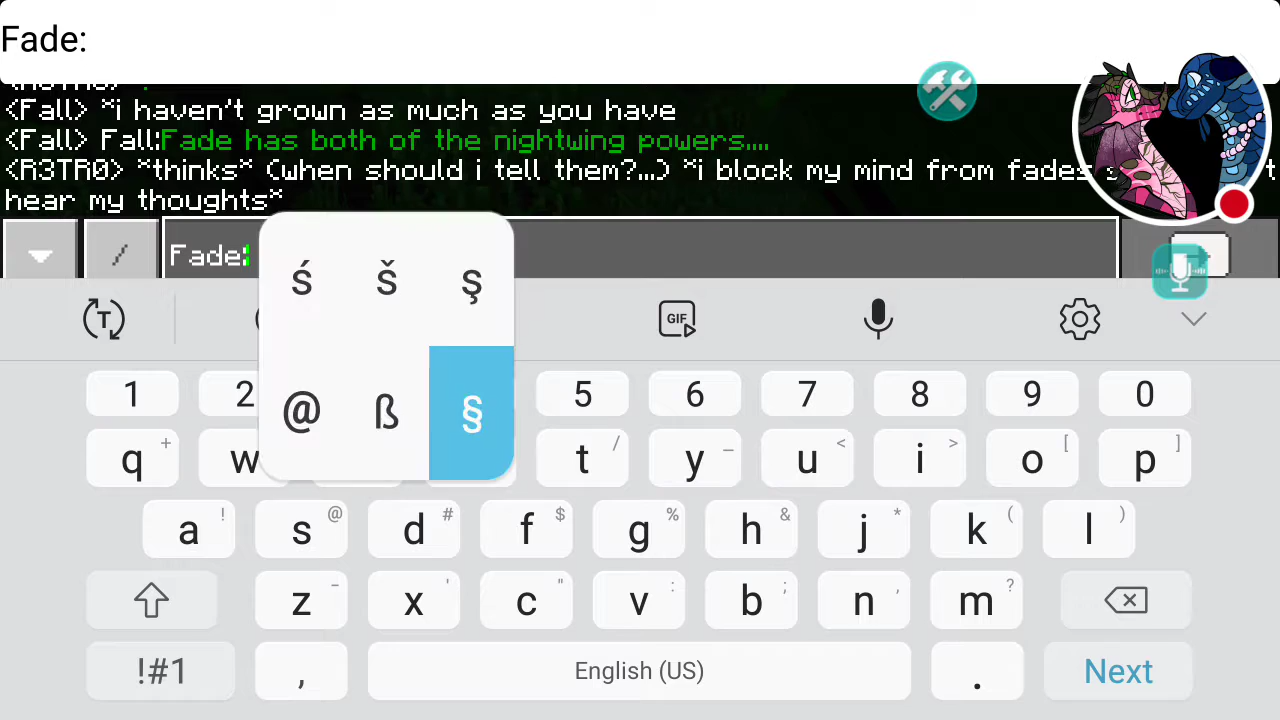 Fade:
<Fall> *i haven't grown as much as you have
<Fall> Fall:Fade has both of the nightwing powers....
<R3TR0> *thinks* (when should i tell them?...) *i block my mind from fades
hear my thoughts*
/ Fade:
ś š ş
@ ß §
T GIF
1 2 5 6 7 8 9 0
q + w t / y _ u < i > o [ p ]
a ! s @ d # f $ g % h & j * k ( l )
z - x ' c " v : b ; n , m ?
!#1 , English (US) . Next